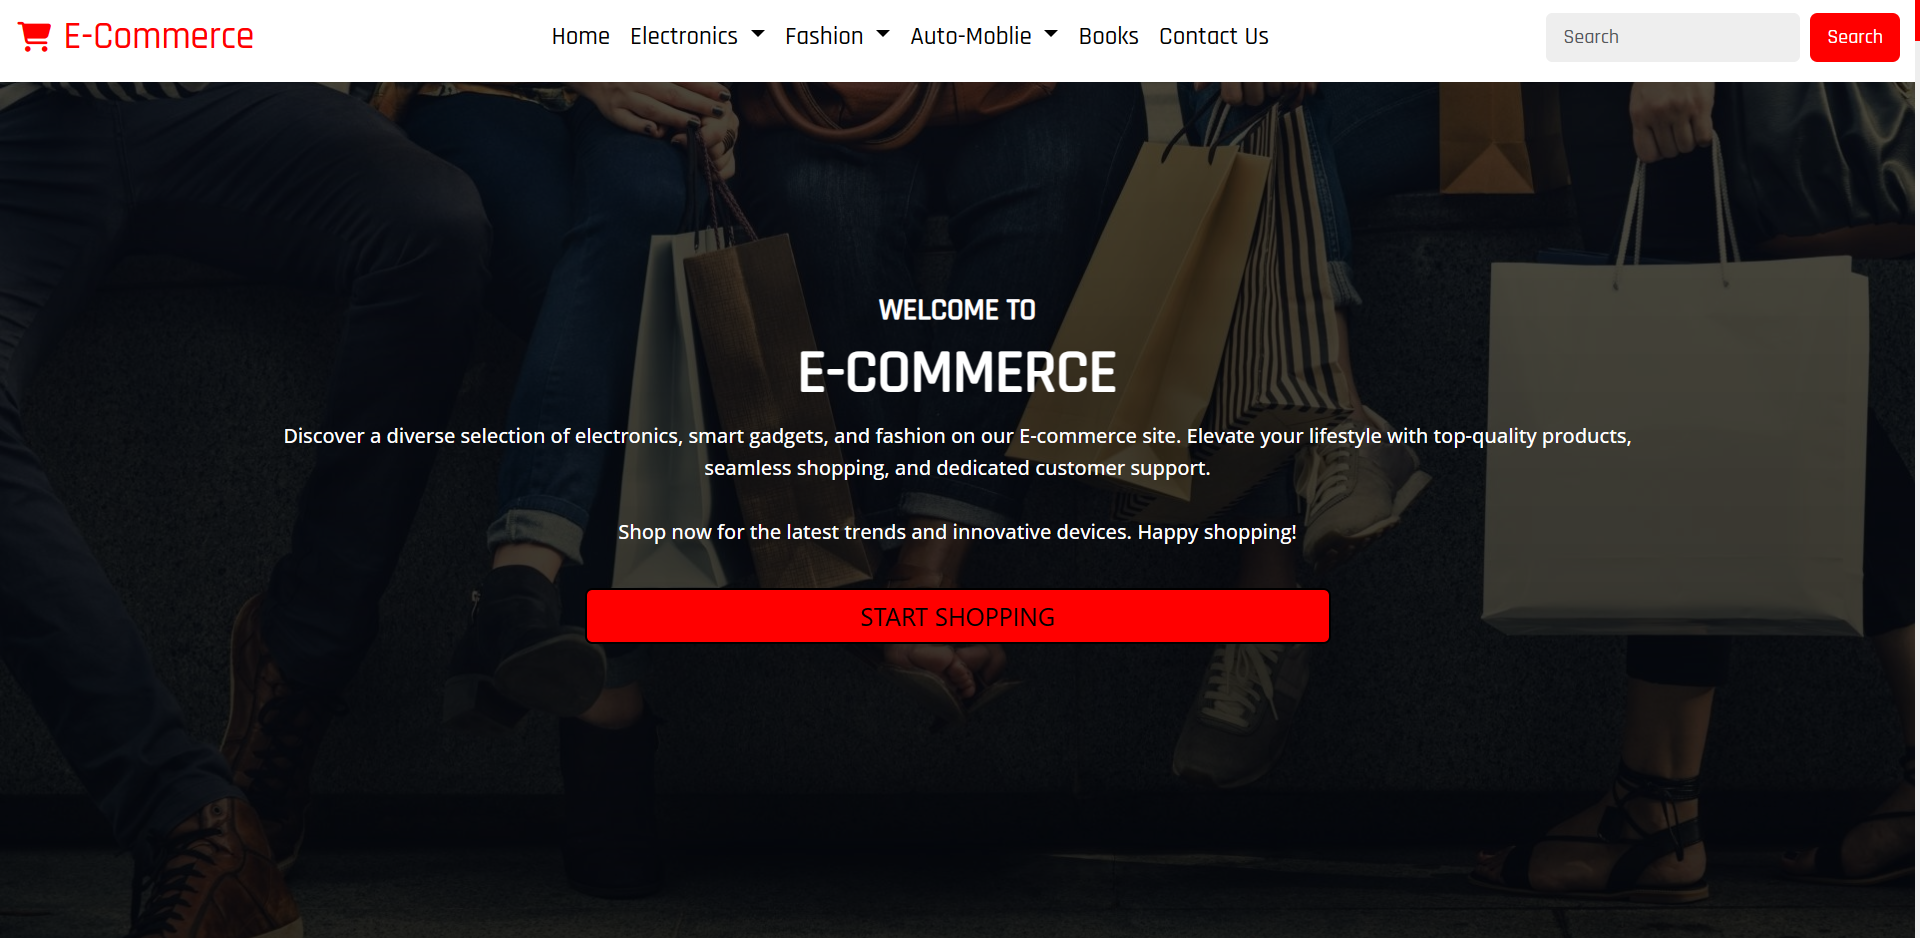 E-Commerce
Home Electronics Fashion Auto-Moblie Books Contact Us
Search Search
WELCOME TO
E-COMMERCE
Discover a diverse selection of electronics, smart gadgets, and fashion on our E-commerce site. Elevate your lifestyle with top-quality products,
seamless shopping, and dedicated customer support.
Shop now for the latest trends and innovative devices. Happy shopping!
START SHOPPING